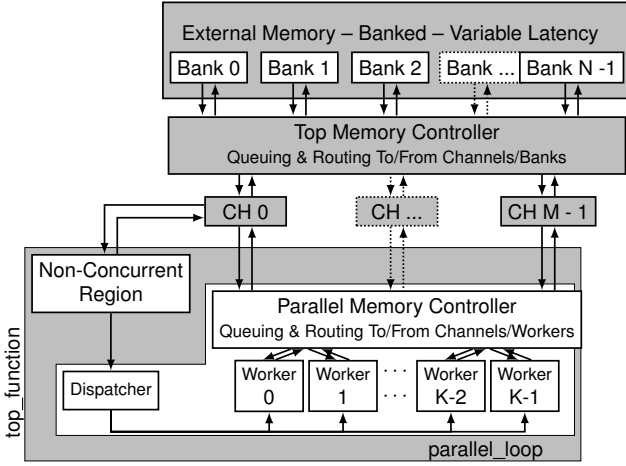 External Memory – Banked – Variable Latency
Bank 0 Bank 1 Bank 2 Bank ... Bank N -1
Top Memory Controller
Queuing & Routing To/From Channels/Banks
CH 0 CH ... CH M - 1
Non-Concurrent
Region
Parallel Memory Controller
Queuing & Routing To/From Channels/Workers
top_function
Dispatcher
Worker
0
Worker
1
. . .
. . .
Worker
K-2
Worker
K-1
parallel_loop